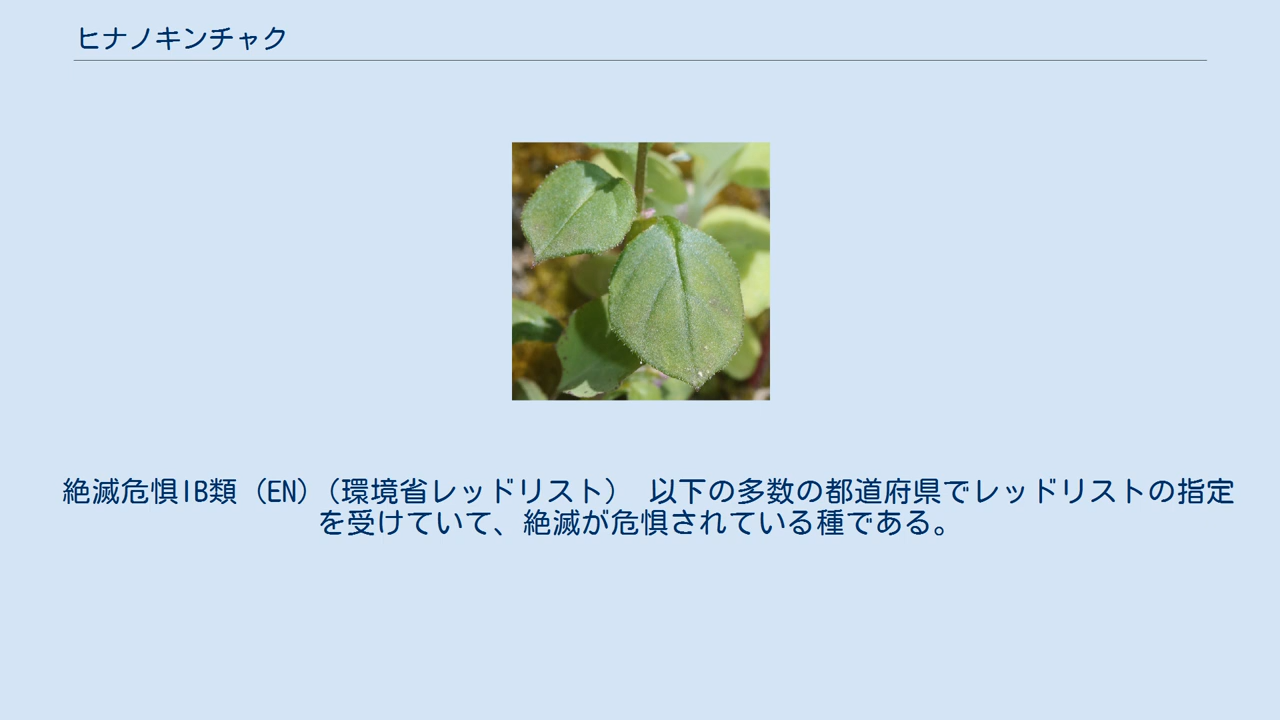 ヒナノキンチャク
絶滅危惧IB類（EN）（環境省レッドリスト）　以下の多数の都道府県でレッドリストの指定
を受けていて、絶滅が危惧されている種である。